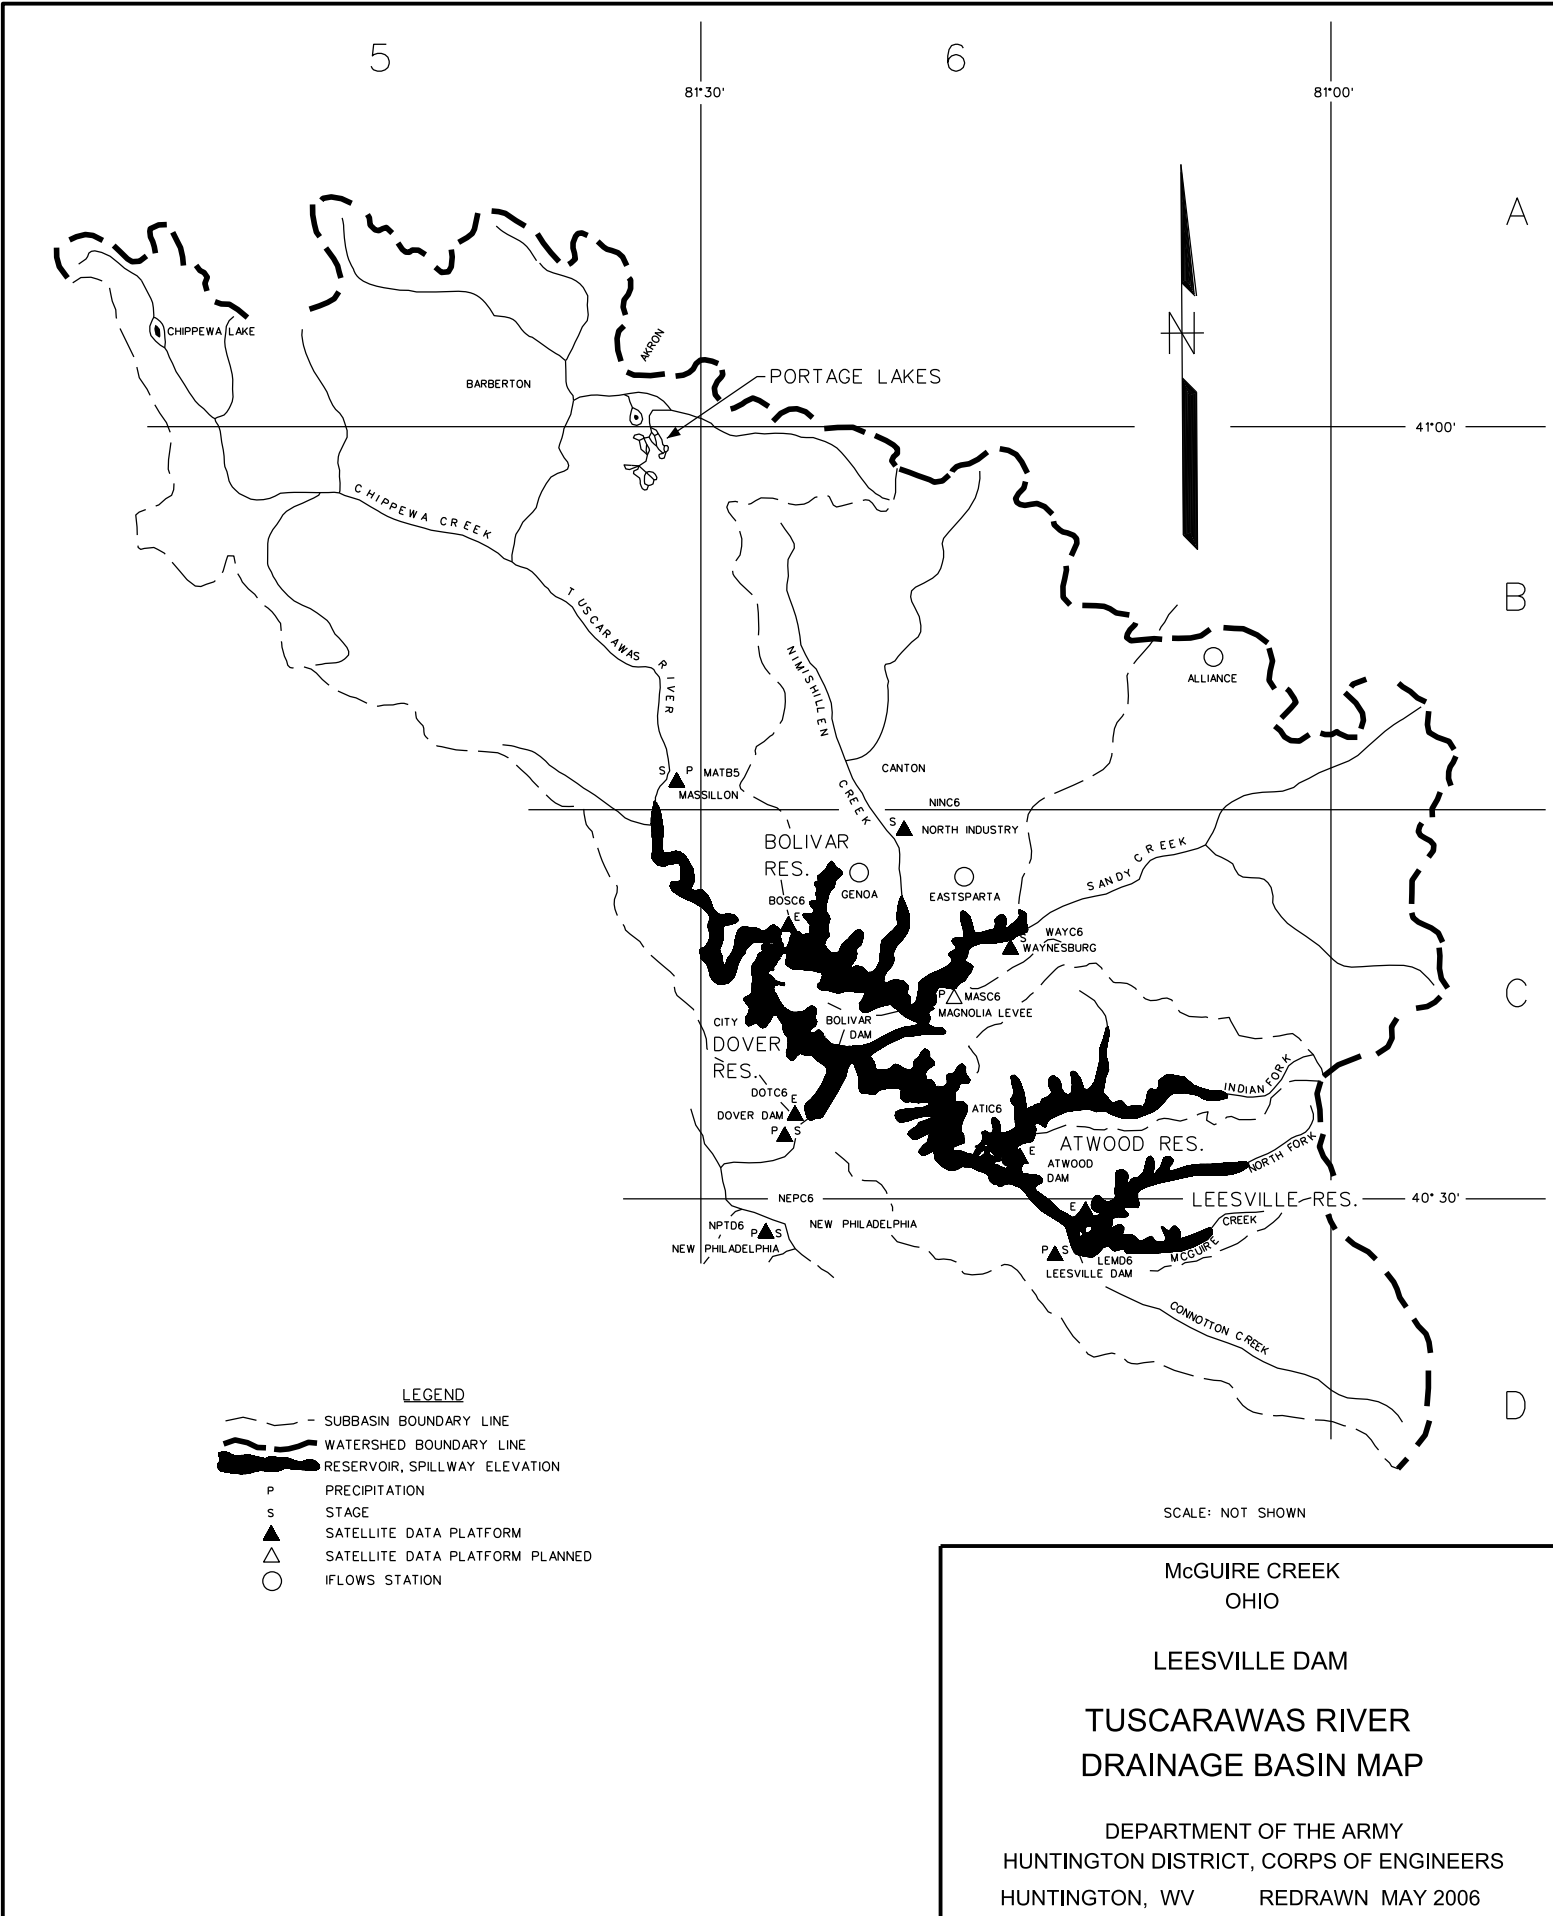 5
6
81°30'
81°00'
A
CHIPPEWA LAKE
AKRON
BARBERTON
PORTAGE LAKES
N
41°00'
CHIPPEWA CREEK
TUSCARAWAS RIVER
B
NIMISHILLEN CREEK
ALLIANCE
S P MATB5
MASSILLON
CANTON
NINC6
S
NORTH INDUSTRY
BOLIVAR
RES.
GENOA
EASTSPARTA
SANDY CREEK
BOSC6
E
WAYC6
S
WAYNESBURG
P MASC6
MAGNOLIA LEVEE
C
CITY
BOLIVAR
DAM
DOVER
RES.
DOTC6
E
DOVER DAM
P S
INDIAN FORK
ATIC6
ATWOOD RES.
E
ATWOOD
DAM
NORTH FORK
NEPC6
LEESVILLE RES.
40° 30'
E
NPTD6
P S
NEW PHILADELPHIA
NEW PHILADELPHIA
CREEK
MCGUIRE
P S
LEMD6
LEESVILLE DAM
CONNOTTON CREEK
D
LEGEND
SUBBASIN BOUNDARY LINE
WATERSHED BOUNDARY LINE
RESERVOIR, SPILLWAY ELEVATION
P PRECIPITATION
S STAGE
SATELLITE DATA PLATFORM
SATELLITE DATA PLATFORM PLANNED
IFLOWS STATION
SCALE: NOT SHOWN
McGUIRE CREEK
OHIO
LEESVILLE DAM
TUSCARAWAS RIVER
DRAINAGE BASIN MAP
DEPARTMENT OF THE ARMY
HUNTINGTON DISTRICT, CORPS OF ENGINEERS
HUNTINGTON, WV REDRAWN MAY 2006